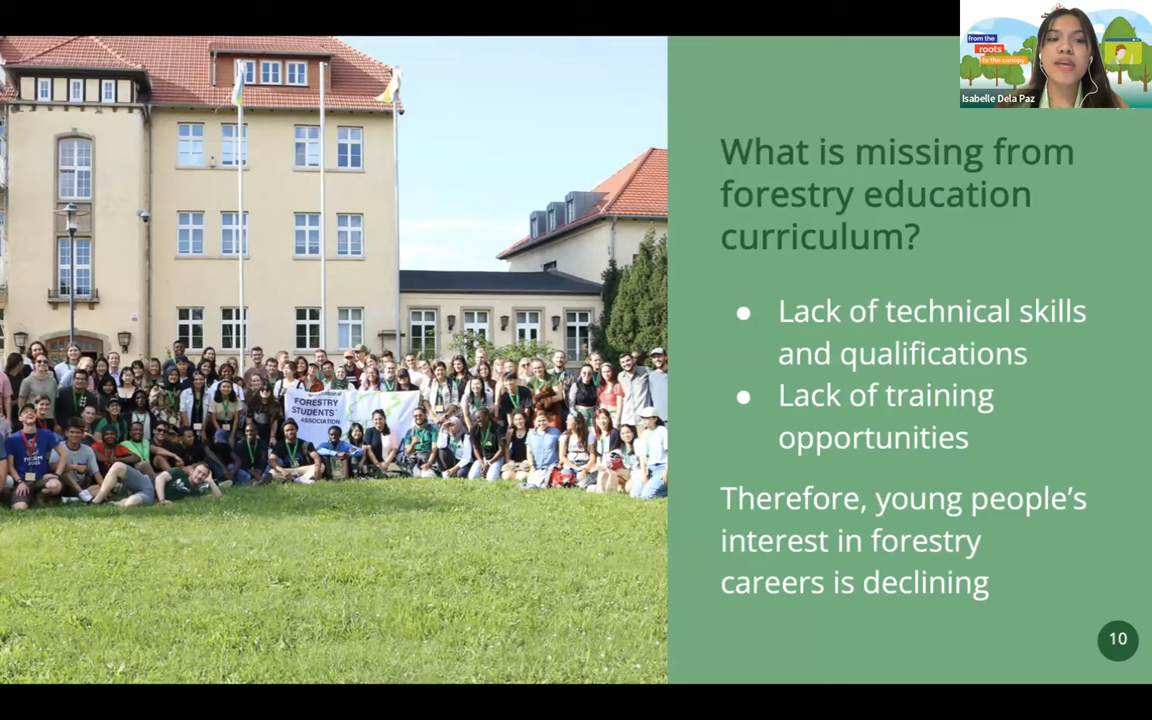 from the
roots
to the canopy
Isabelle Dela Paz
What is missing from
forestry education
curriculum?
● Lack of technical skills
and qualifications
● Lack of training
opportunities
Therefore, young people's
interest in forestry
careers is declining
10
FORESTRY
STUDENTS'
ASSOCIATION